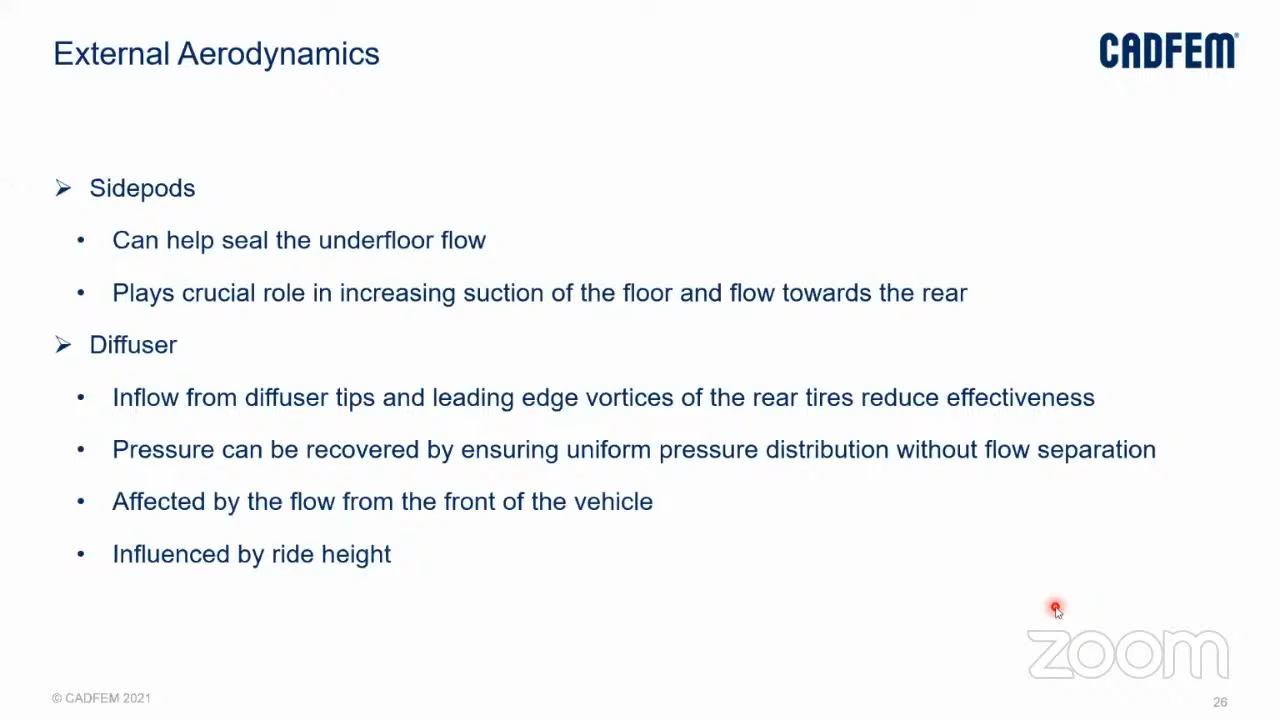 External Aerodynamics
CADFEM®
➢ Sidepods
• Can help seal the underfloor flow
• Plays crucial role in increasing suction of the floor and flow towards the rear
➢ Diffuser
• Inflow from diffuser tips and leading edge vortices of the rear tires reduce effectiveness
• Pressure can be recovered by ensuring uniform pressure distribution without flow separation
• Affected by the flow from the front of the vehicle
• Influenced by ride height
zoom
© CADFEM 2021
26